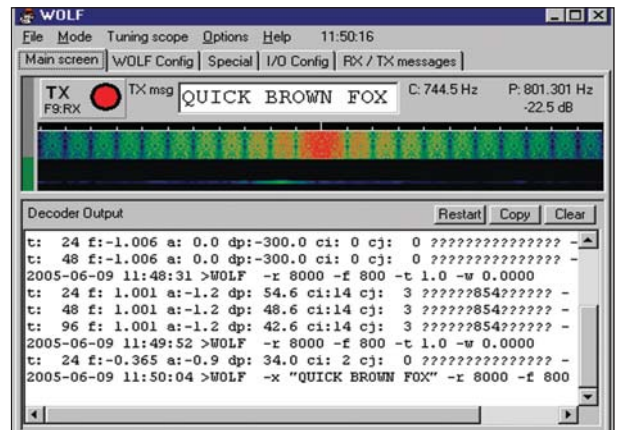 WOLF
File Mode Tuning scope Options Help 11:50:16
Main screen WOLF Config Special I/O Config RX / TX messages
TX F9:RX TX msg QUICK BROWN FOX C: 744.5 Hz P: 801.301 Hz
-22.5 dB
Decoder Output Restart Copy Clear
t: 24 f:-1.006 a: 0.0 dp:-300.0 ci: 0 cj: 0 ??????????????? -
t: 48 f:-1.006 a: 0.0 dp:-300.0 ci: 0 cj: 0 ??????????????? -
2005-06-09 11:48:31 >WOLF -r 8000 -f 800 -t 1.0 -w 0.0000
t: 24 f: 1.001 a:-1.2 dp: 54.6 ci:14 cj: 3 ??????854?????? -
t: 48 f: 1.001 a:-1.2 dp: 48.6 ci:14 cj: 3 ??????854?????? -
t: 96 f: 1.001 a:-1.2 dp: 42.6 ci:14 cj: 3 ??????854?????? -
2005-06-09 11:49:52 >WOLF -r 8000 -f 800 -t 1.0 -w 0.0000
t: 24 f:-0.365 a:-0.9 dp: 34.0 ci: 2 cj: 0 ??????????????? -
2005-06-09 11:50:04 >WOLF -x "QUICK BROWN FOX" -r 8000 -f 800